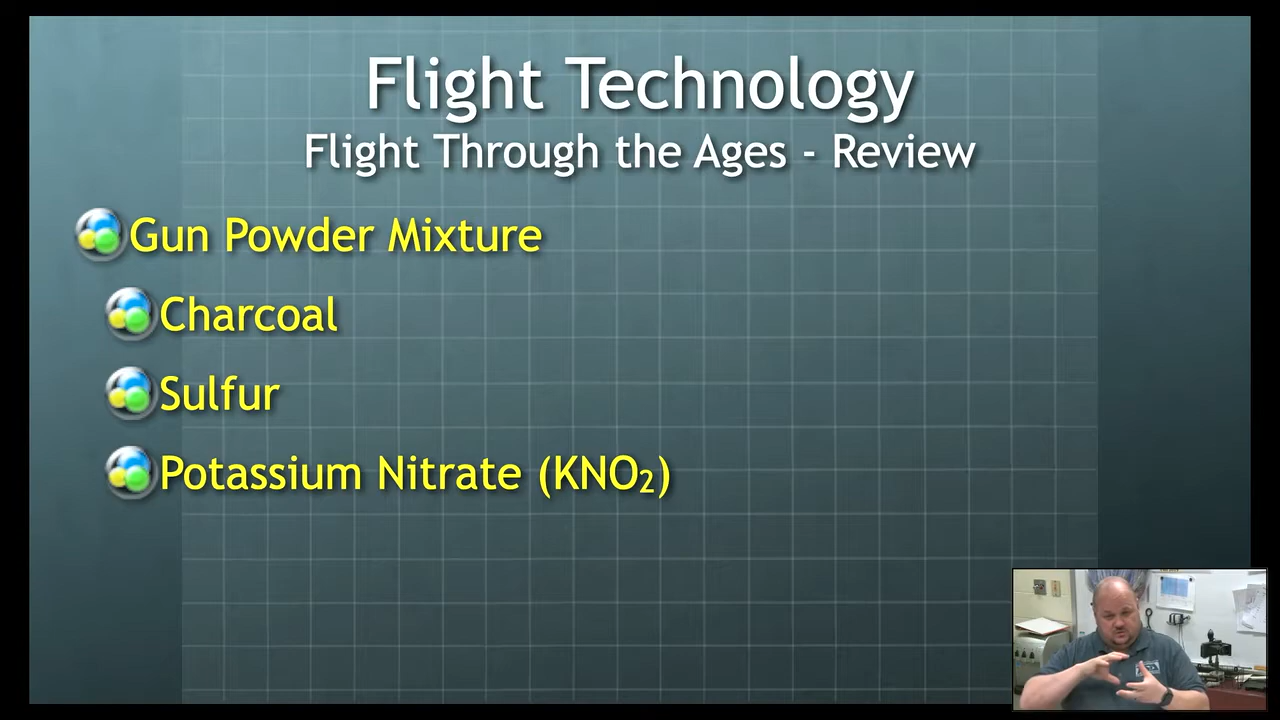 Flight Technology
Flight Through the Ages - Review
Gun Powder Mixture
Charcoal
Sulfur
Potassium Nitrate (KNO₂)